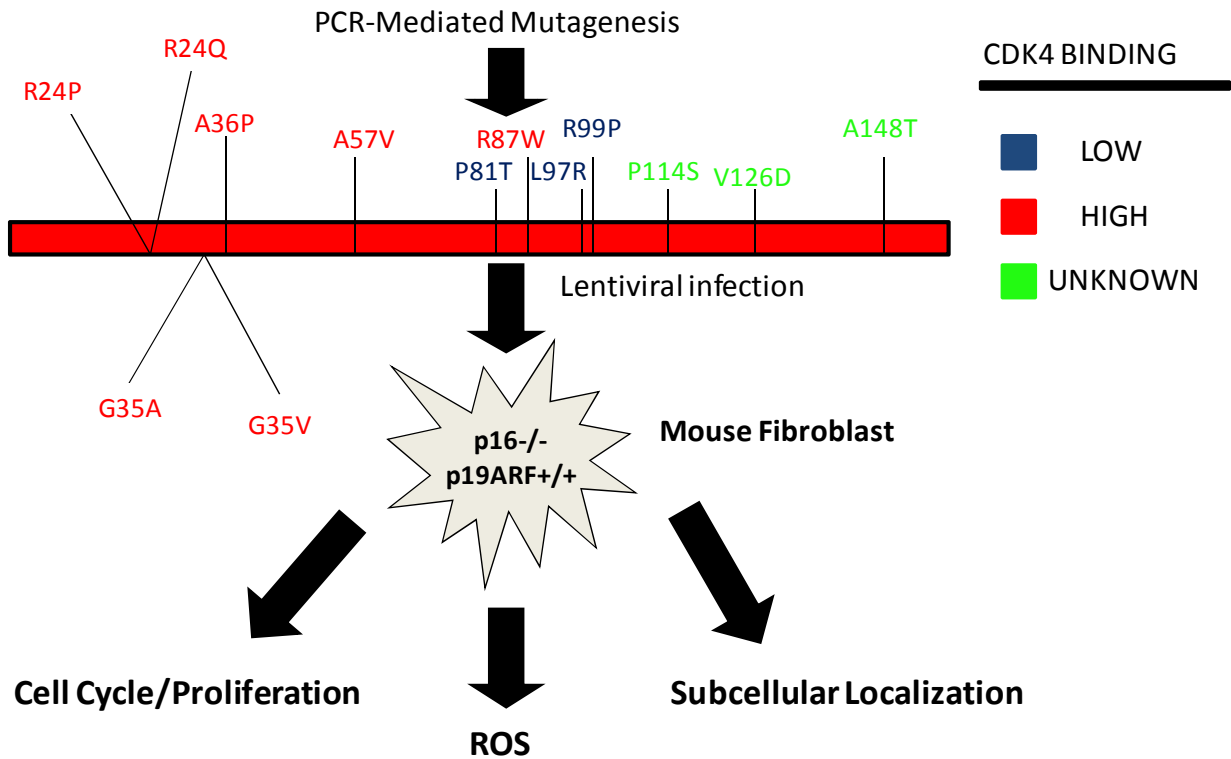 PCR-Mediated Mutagenesis
R24Q
R24P
A36P
A57V
R87W
R99P
A148T
P81T
L97R
P114S
V126D
CDK4 BINDING
LOW
HIGH
UNKNOWN
Lentiviral infection
G35A
G35V
p16-/-
p19ARF+/+
Mouse Fibroblast
Cell Cycle/Proliferation
Subcellular Localization
ROS